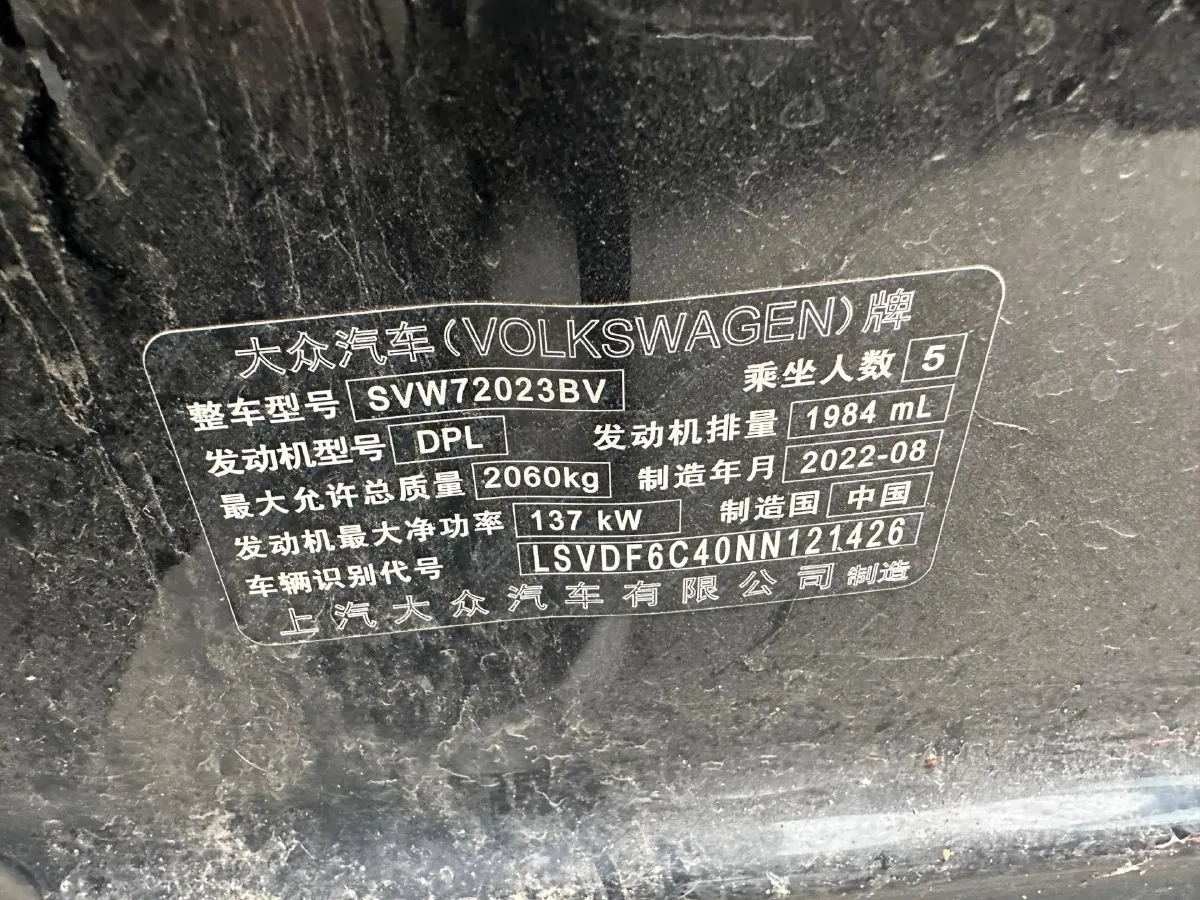 大众汽车(VOLKSWAGEN)牌
整车型号 SVW72023BV 乘坐人数 5
发动机型号 DPL 发动机排量 1984 mL
最大允许总质量 2060kg 制造年月 2022-08
发动机最大净功率 137 kW 制造国 中国
车辆识别代号 LSVDF6C40NN121426
上汽大众汽车有限公司 制造